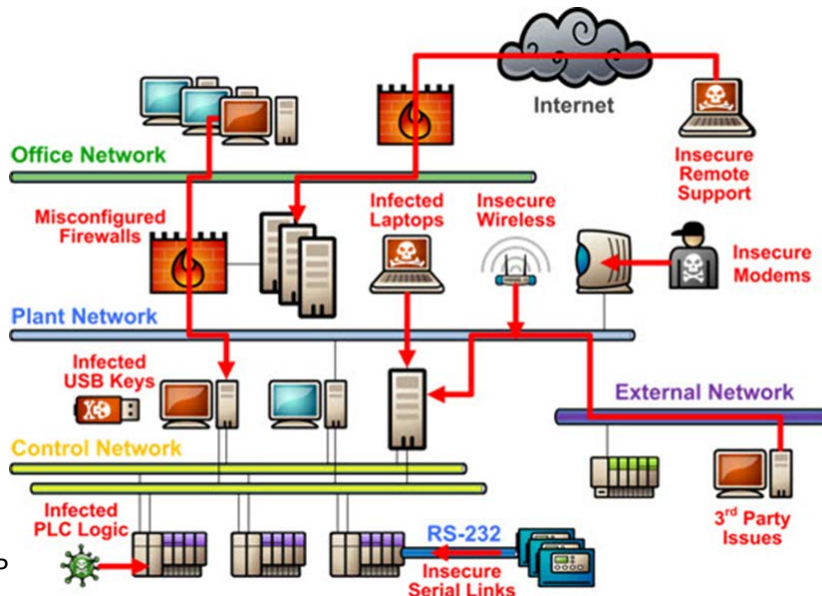 Internet
Office Network
Insecure
Remote
Support
Misconfigured
Firewalls
Infected
Laptops
Insecure
Wireless
Insecure
Modems
Plant Network
Infected
USB Keys
External Network
Control Network
Infected
PLC Logic
RS-232
Insecure
Serial Links
3rd Party
Issues
P